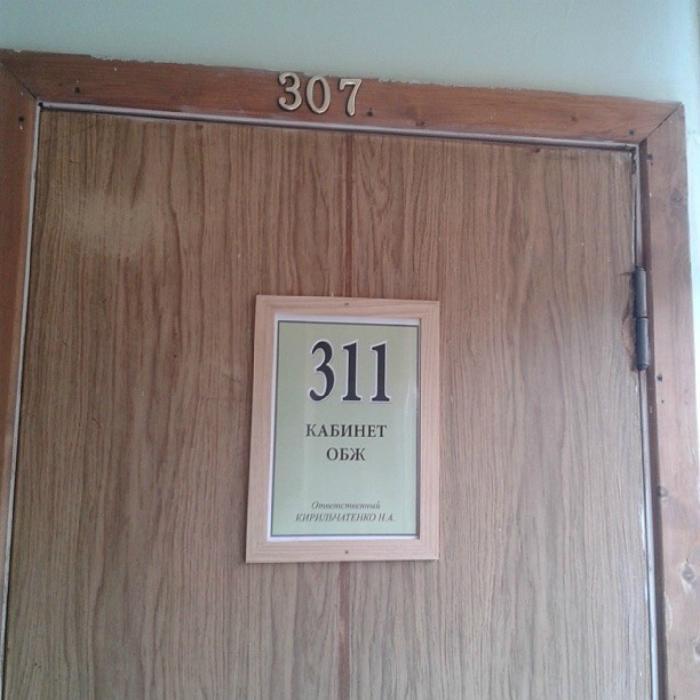 307
311
КАБИНЕТ
ОБЖ
Ответственный
КИРИЛЬЧАТЕНКО Н.А.